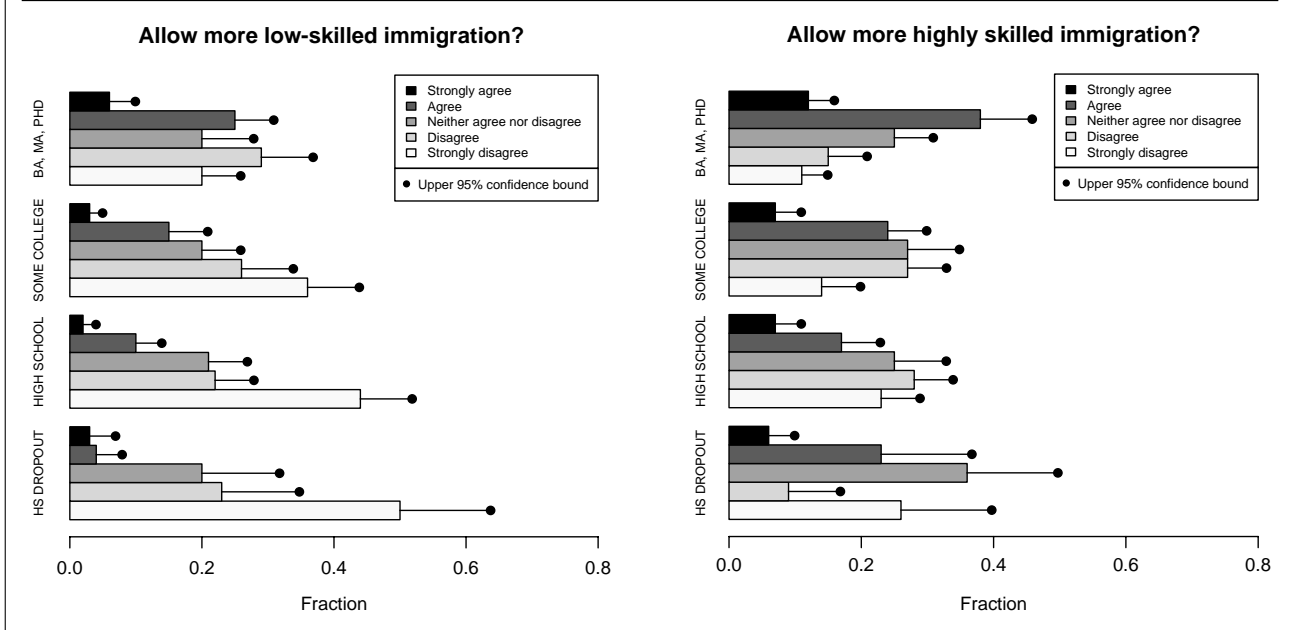 Allow more low-skilled immigration?
Strongly agree
Agree
Neither agree nor disagree
Disagree
Strongly disagree
Upper 95% confidence bound
BA, MA, PHD
SOME COLLEGE
HIGH SCHOOL
HS DROPOUT
0.0 0.2 0.4 0.6 0.8
Fraction
Allow more highly skilled immigration?
Strongly agree
Agree
Neither agree nor disagree
Disagree
Strongly disagree
Upper 95% confidence bound
BA, MA, PHD
SOME COLLEGE
HIGH SCHOOL
HS DROPOUT
0.0 0.2 0.4 0.6 0.8
Fraction